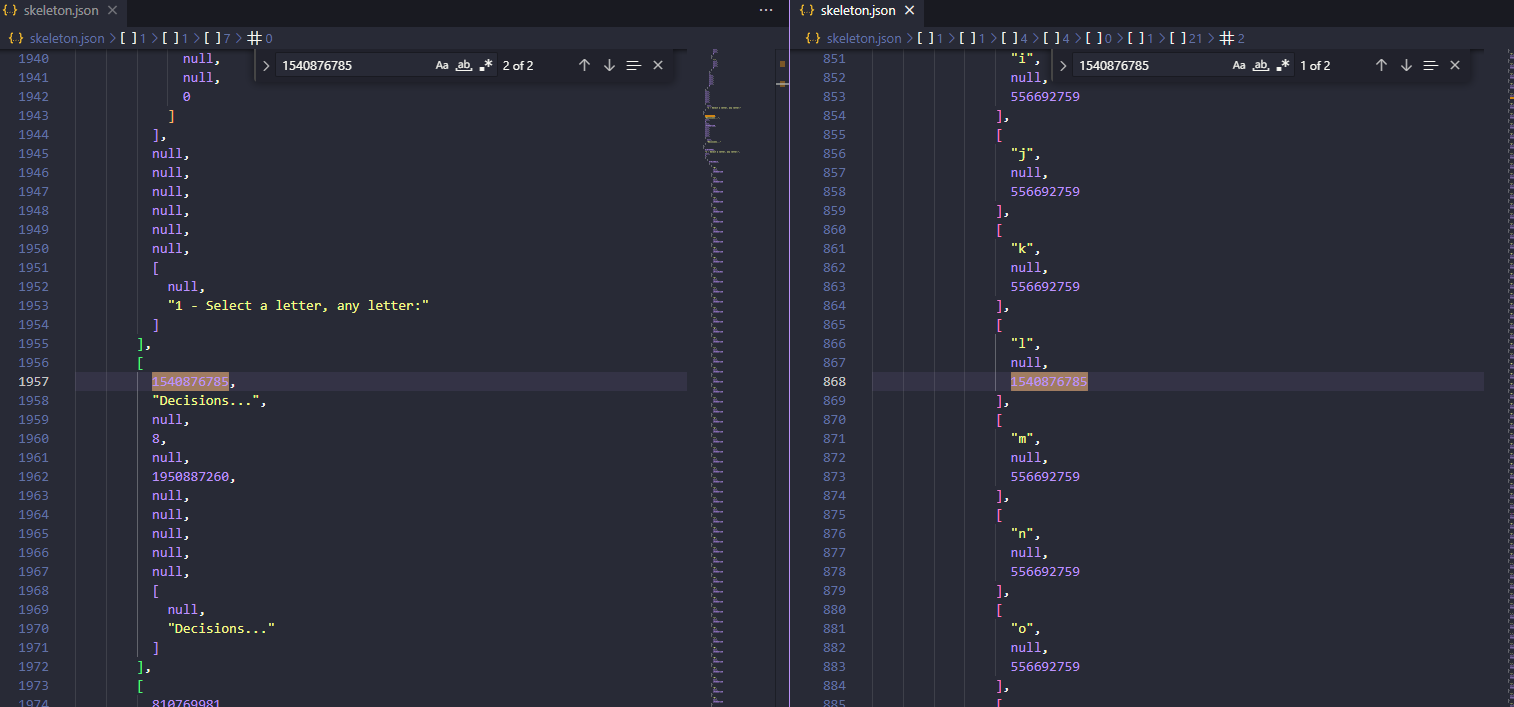 {..} skeleton.json × ···
{..} skeleton.json > [ ] 1 > [ ] 1 > [ ] 7 > # 0
> 1540876785 Aa ab, .* 2 of 2 ↑ ↓ ≡ ×
1940 null,
1941 null,
1942 0
1943 ]
1944 ],
1945 null,
1946 null,
1947 null,
1948 null,
1949 null,
1950 null,
1951 [
1952 null,
1953 "1 - Select a letter, any letter:"
1954 ]
1955 ],
1956 [
1957 1540876785,
1958 "Decisions...",
1959 null,
1960 8,
1961 null,
1962 1950887260,
1963 null,
1964 null,
1965 null,
1966 null,
1967 null,
1968 [
1969 null,
1970 "Decisions..."
1971 ]
1972 ],
1973 [
1974 810769981
{..} skeleton.json ×
{..} skeleton.json > [ ] 1 > [ ] 1 > [ ] 4 > [ ] 4 > [ ] 0 > [ ] 1 > [ ] 21 > # 2
> 1540876785 Aa ab, .* 1 of 2 ↑ ↓ ≡ ×
851 "i",
852 null,
853 556692759
854 ],
855 [
856 "j",
857 null,
858 556692759
859 ],
860 [
861 "k",
862 null,
863 556692759
864 ],
865 [
866 "l",
867 null,
868 1540876785
869 ],
870 [
871 "m",
872 null,
873 556692759
874 ],
875 [
876 "n",
877 null,
878 556692759
879 ],
880 [
881 "o",
882 null,
883 556692759
884 ],
885 [